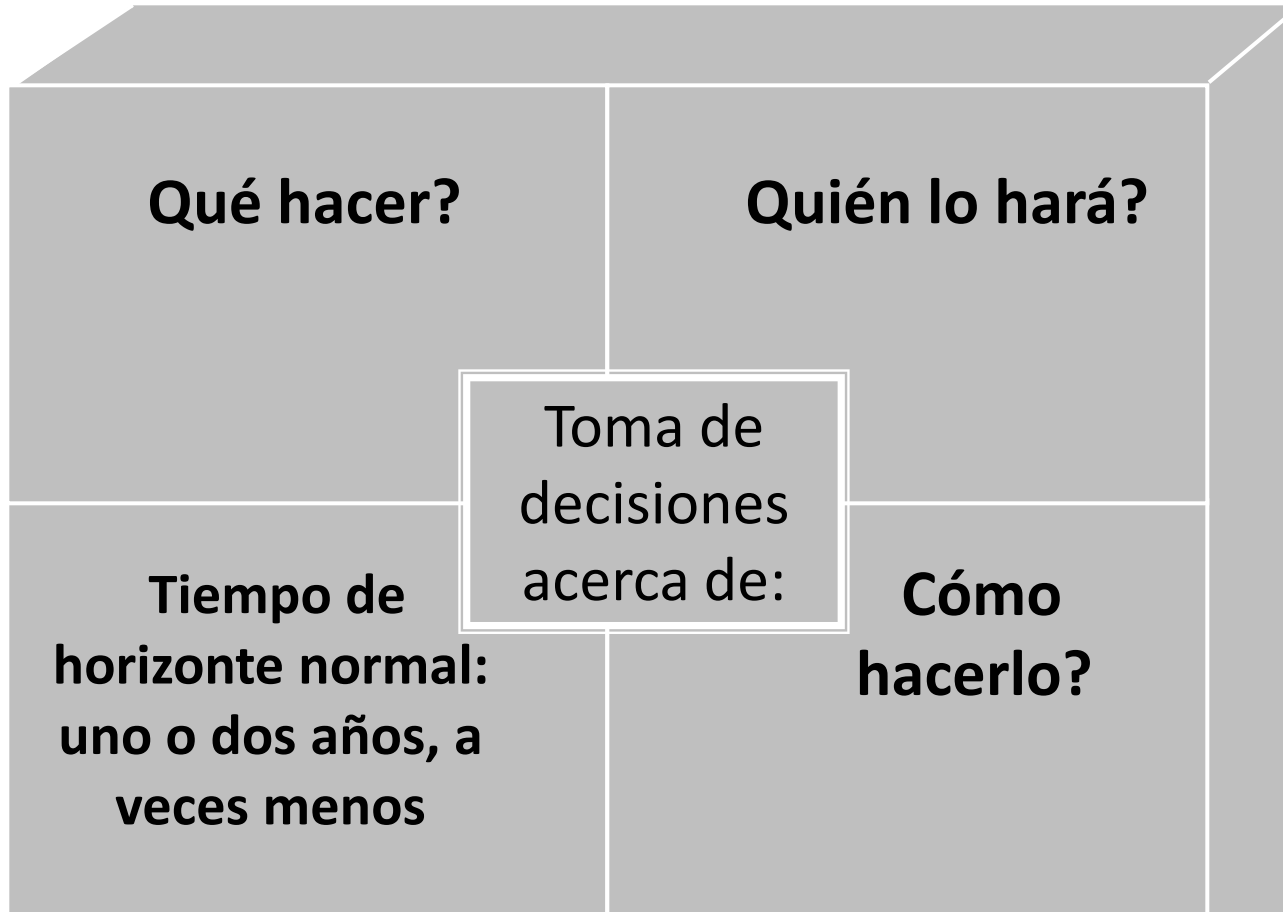 Qué hacer?
Quién lo hará?
Toma de
decisiones
acerca de:
Tiempo de
horizonte normal:
uno o dos años, a
veces menos
Cómo
hacerlo?